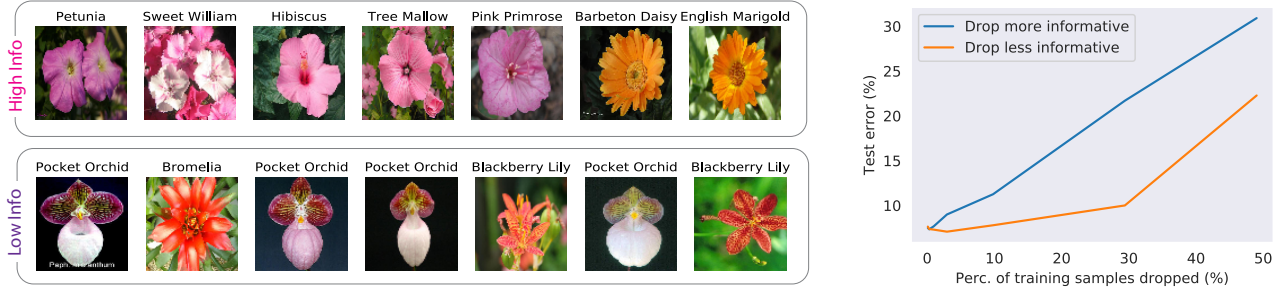 High Info
Petunia Sweet William Hibiscus Tree Mallow Pink Primrose Barbeton Daisy English Marigold
Low Info
Pocket Orchid Bromelia Pocket Orchid Pocket Orchid Blackberry Lily Pocket Orchid Blackberry Lily
Drop more informative
Drop less informative
Test error (%)
30
25
20
15
10
0 10 20 30 40 50
Perc. of training samples dropped (%)